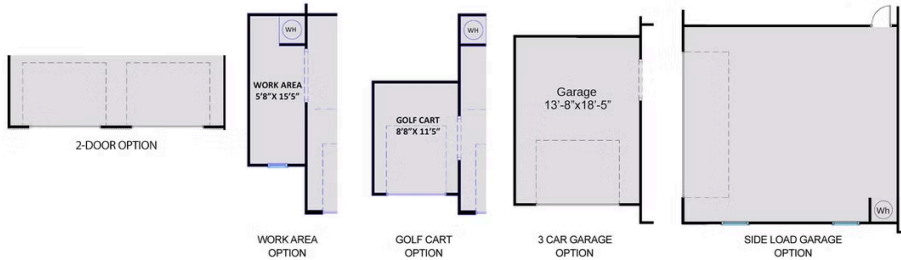 2-DOOR OPTION
WH
WORK AREA
5'8"X 15'5"
WORK AREA
OPTION
WH
GOLF CART
8'8"X 11'5"
GOLF CART
OPTION
Garage
13'-8"x18'-5"
3 CAR GARAGE
OPTION
Wh
SIDE LOAD GARAGE
OPTION